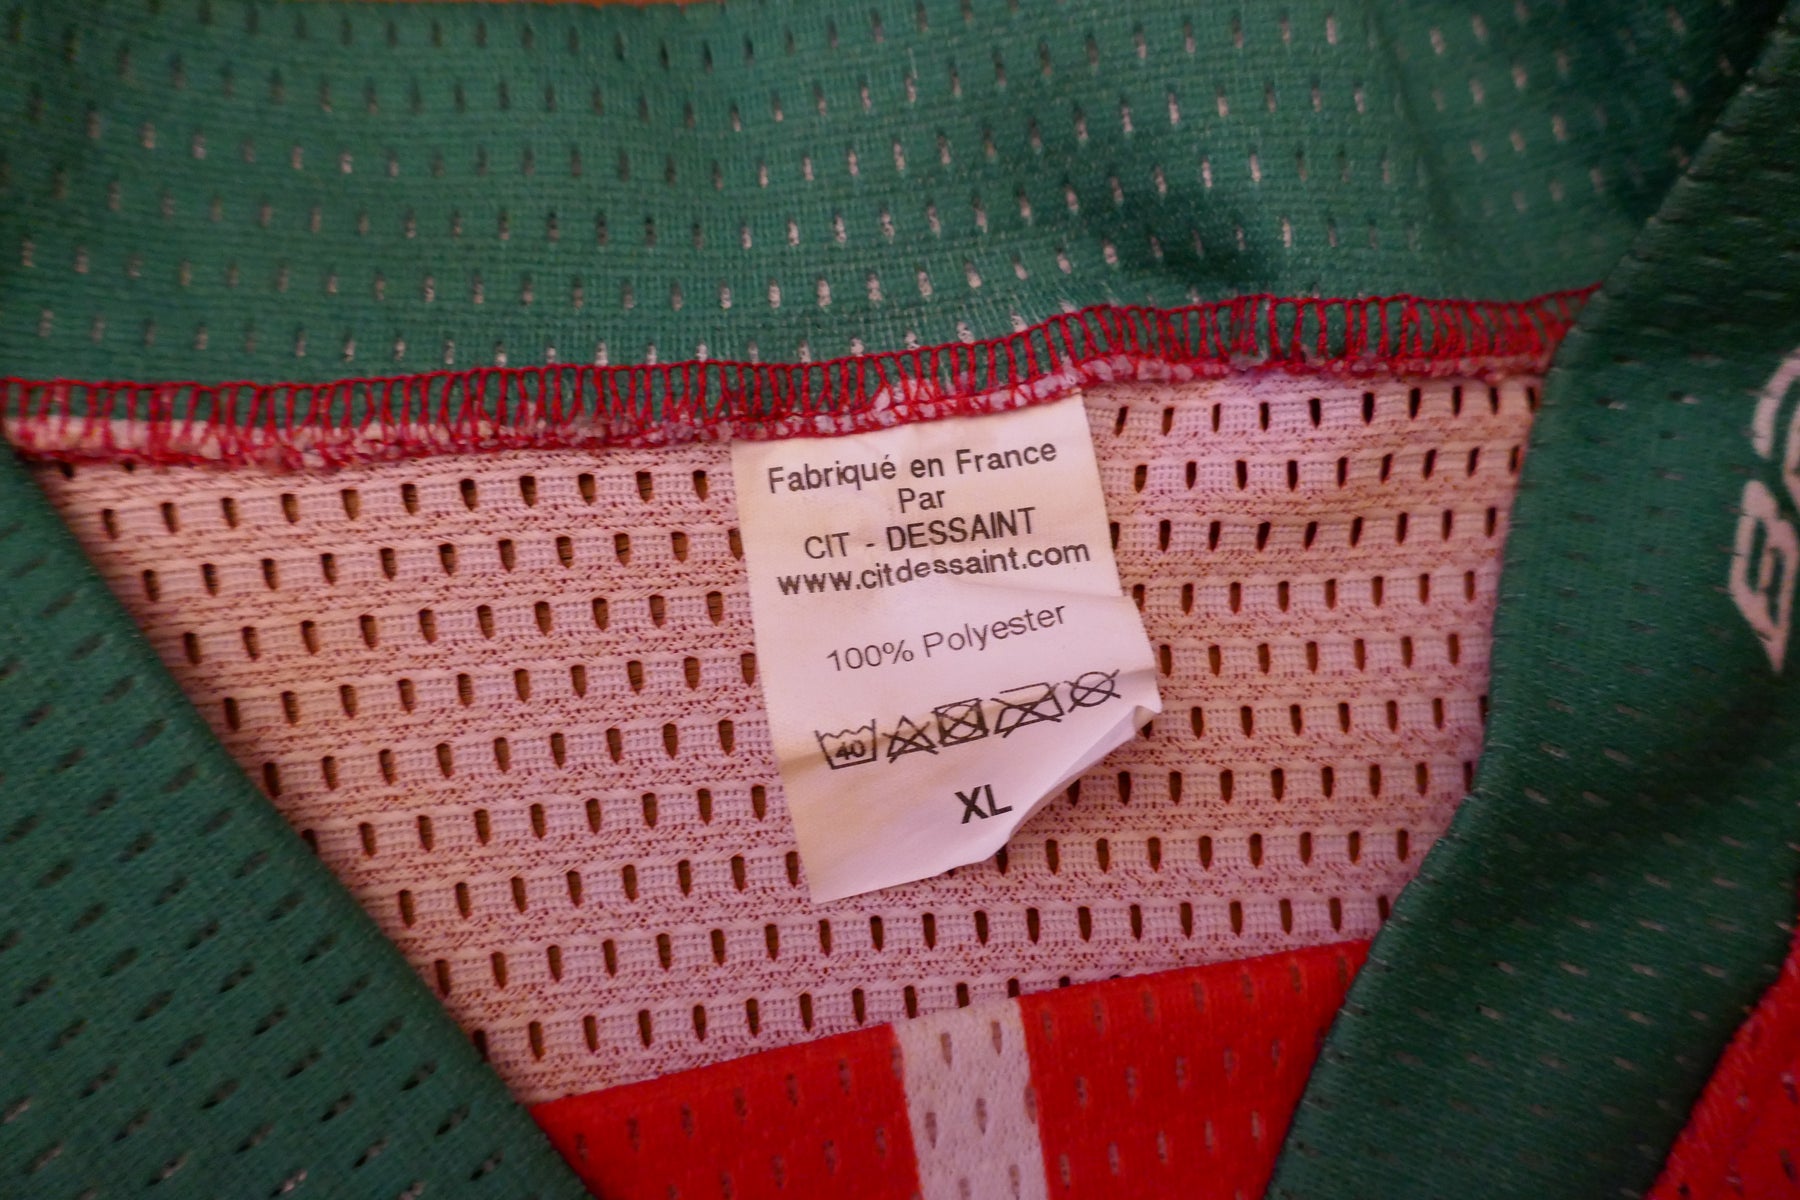 Fabriqué en France
Par
CIT - DESSAINT
www.citdessaint.com
100% Polyester
40
XL